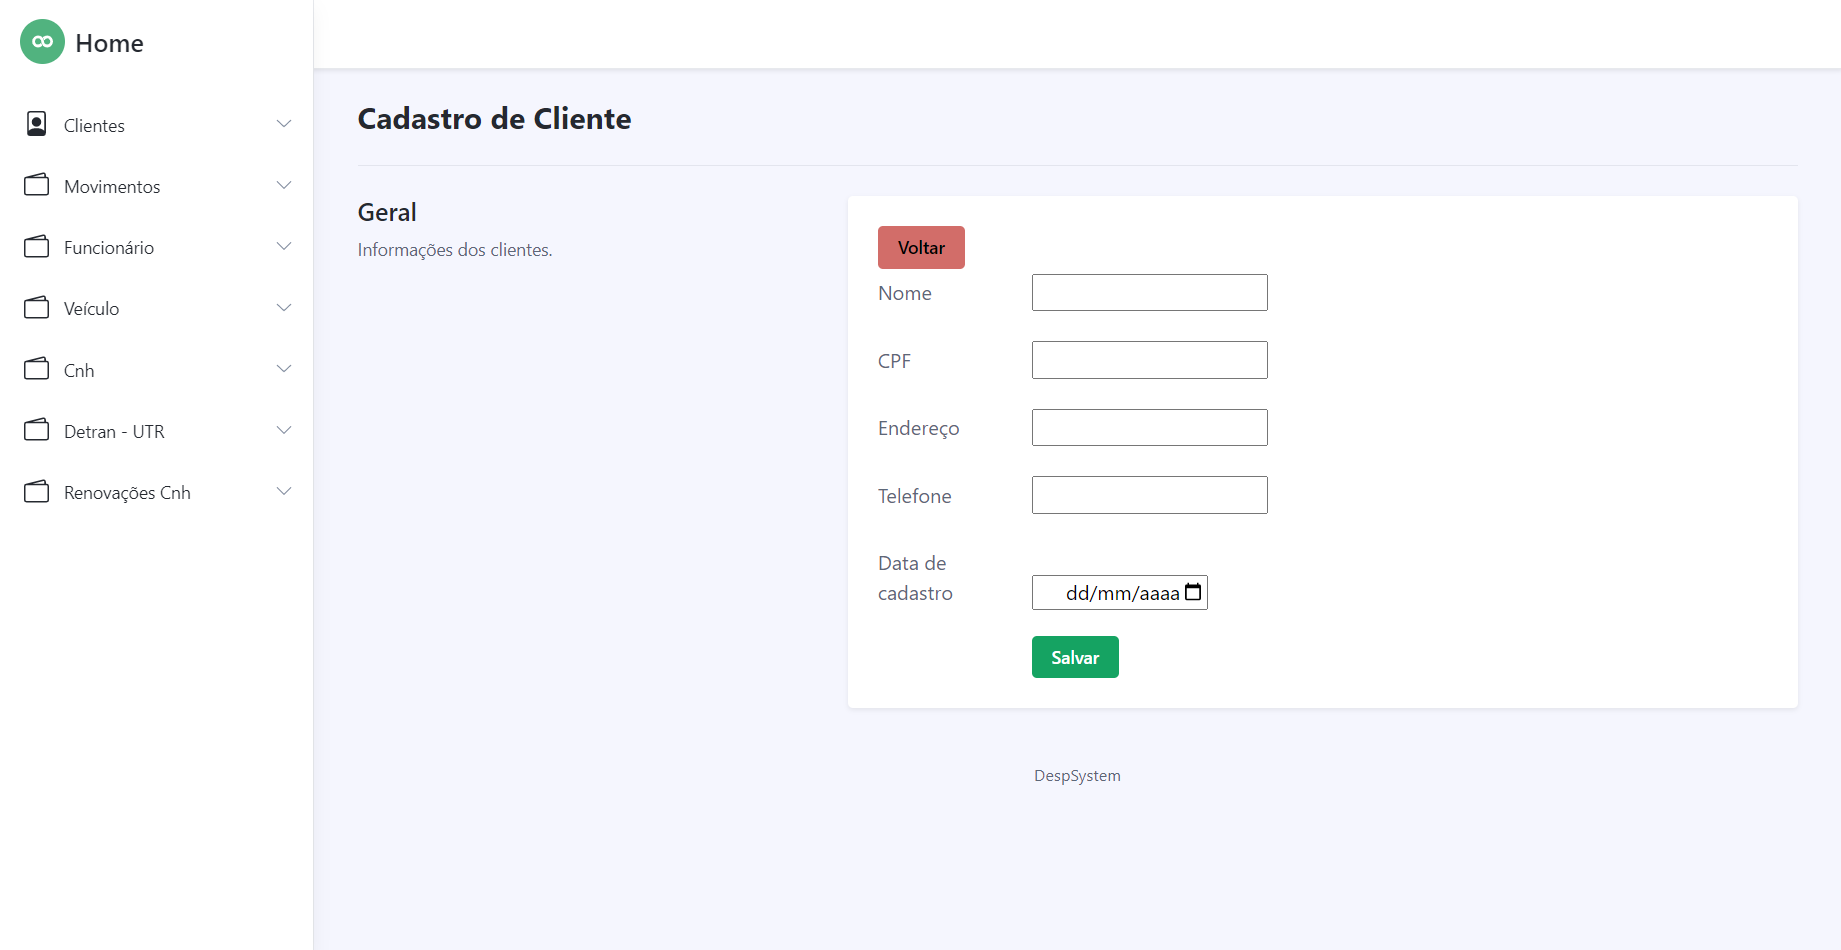 Home
Clientes
Movimentos
Funcionário
Veículo
Cnh
Detran - UTR
Renovações Cnh
Cadastro de Cliente
Geral
Informações dos clientes.
Voltar
Nome
CPF
Endereço
Telefone
Data de
cadastro
dd/mm/aaaa
Salvar
DespSystem